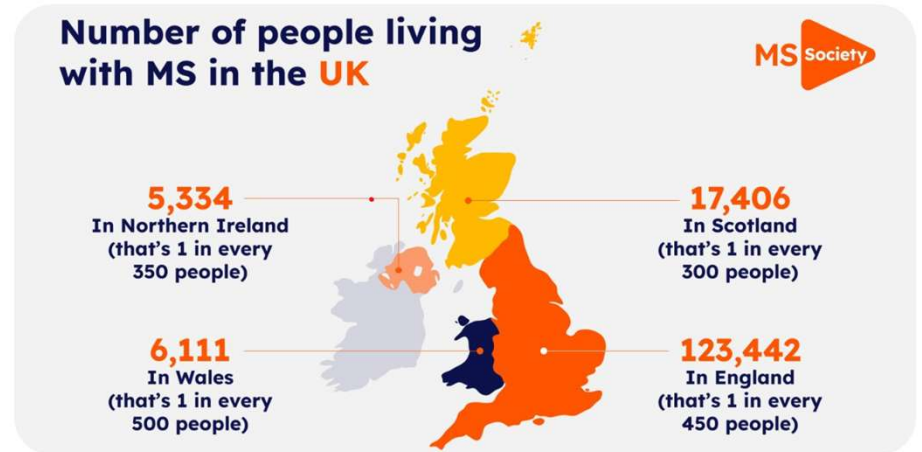 Number of people living
with MS in the UK
MS Society
5,334
In Northern Ireland
(that's 1 in every
350 people)
17,406
In Scotland
(that's 1 in every
300 people)
6,111
In Wales
(that's 1 in every
500 people)
123,442
In England
(that's 1 in every
450 people)